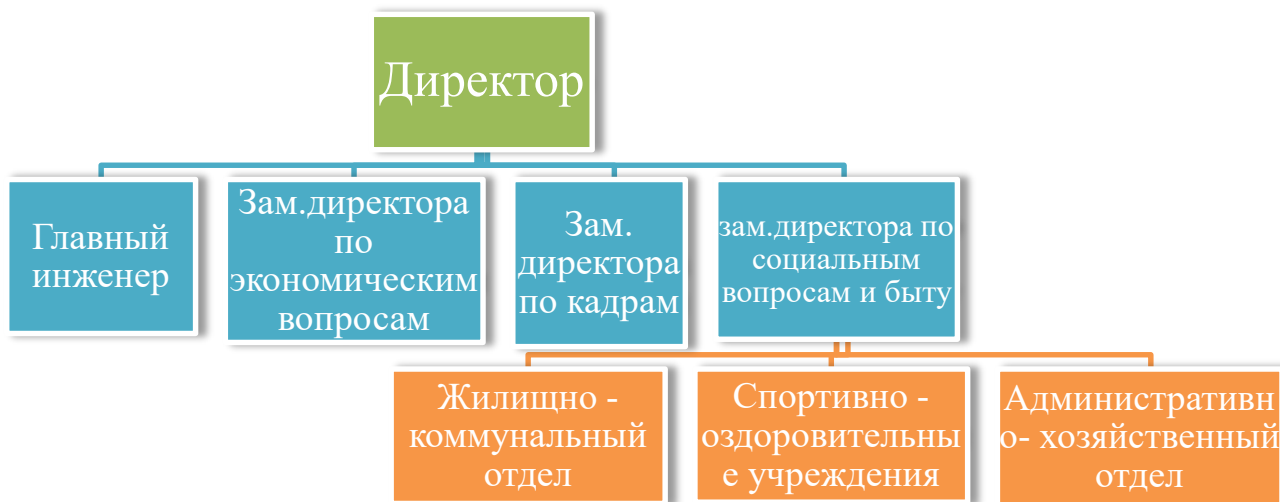 Директор
Главный
инженер
Зам.директора
по
экономическим
вопросам
Зам.
директора
по кадрам
зам.директора по
социальным
вопросам и быту
Жилищно -
коммунальный
отдел
Спортивно -
оздоровительны
е учреждения
Административн
о- хозяйственный
отдел